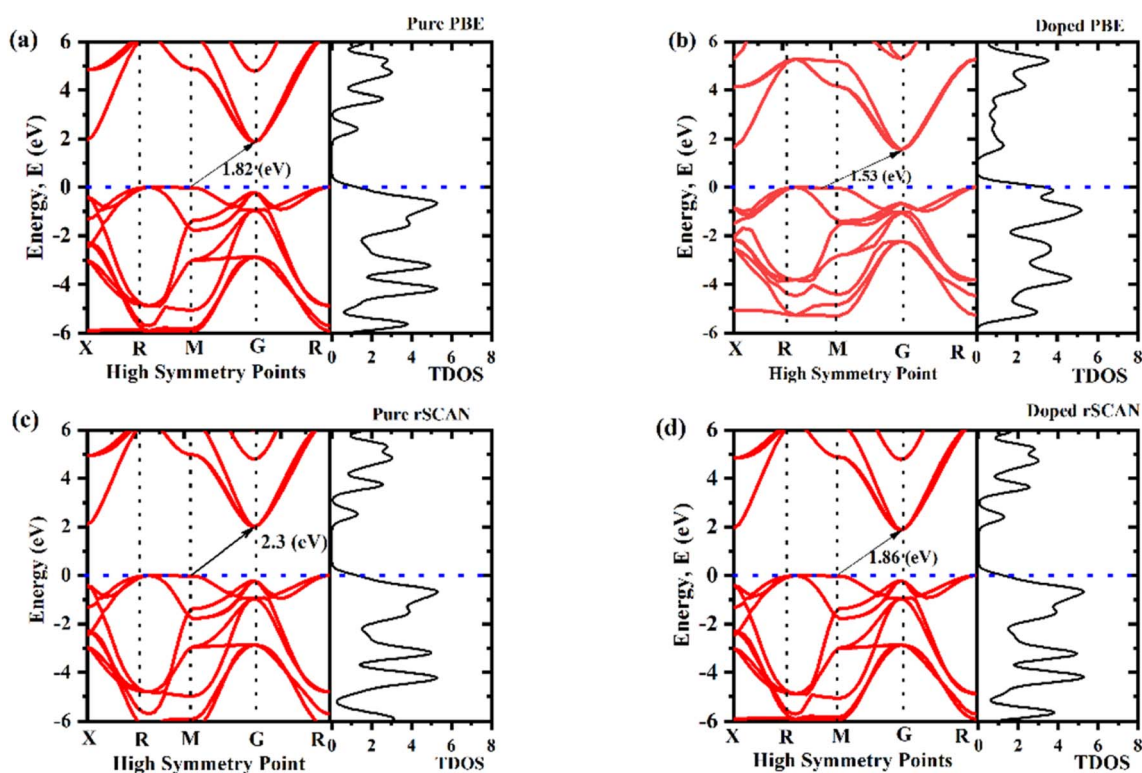 (a)
Pure PBE
6
4
2
0
-2
-4
-6
Energy, E (eV)
1.82 (eV)
X R M G R
0 2 4 6 8
High Symmetry Points
TDOS
(b)
Doped PBE
6
4
2
0
-2
-4
-6
Energy, E (eV)
1.53 (eV)
X R M G R
0 2 4 6 8
High Symmetry Point
TDOS
(c)
Pure rSCAN
6
4
2
0
-2
-4
-6
Energy (eV)
2.3 (eV)
X R M G R
0 2 4 6 8
High Symmetry Point
TDOS
(d)
Doped rSCAN
6
4
2
0
-2
-4
-6
Energy, E (eV)
1.86 (eV)
X R M G R
0 2 4 6 8
High Symmetry Points
TDOS